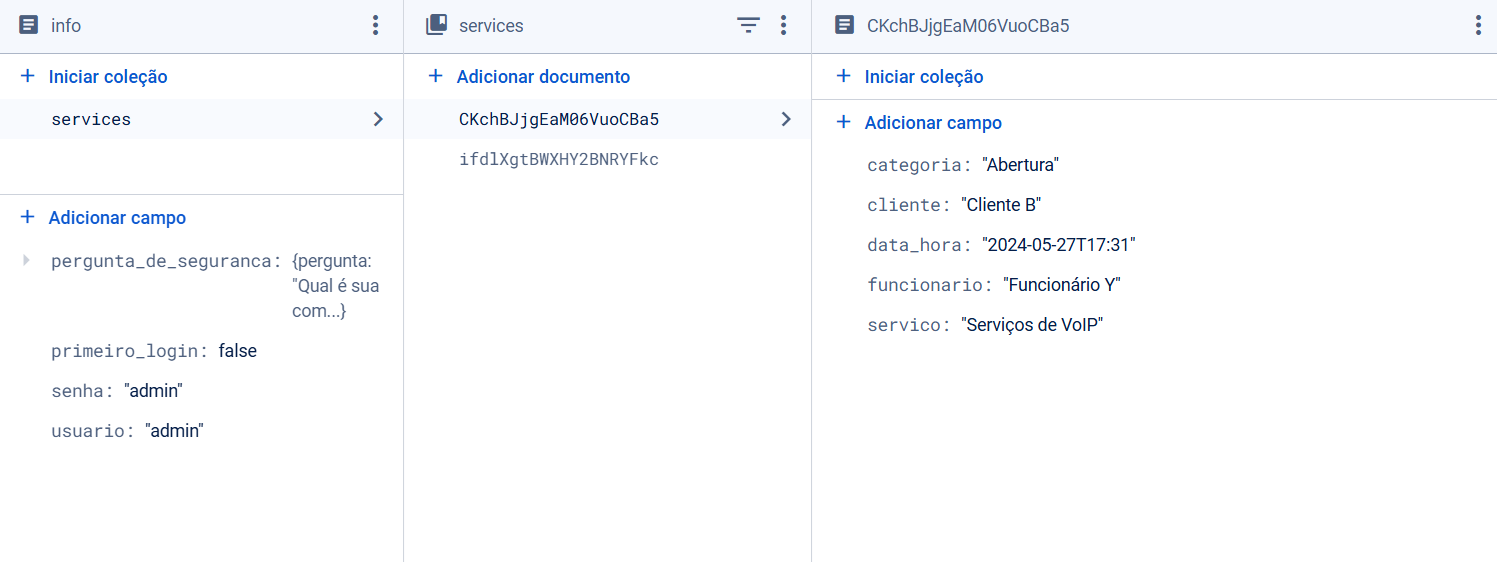 info
Iniciar coleção
services
Adicionar campo
pergunta_de_seguranca: {pergunta:
"Qual é sua
com...}
primeiro_login: false
senha: "admin"
usuario: "admin"
services
Adicionar documento
CKchBJjgEaM06VuoCBa5
ifdlXgtBWXHY2BNRYFkc
CKchBJjgEaM06VuoCBa5
Iniciar coleção
Adicionar campo
categoria: "Abertura"
cliente: "Cliente B"
data_hora: "2024-05-27T17:31"
funcionario: "Funcionário Y"
servico: "Serviços de VoIP"